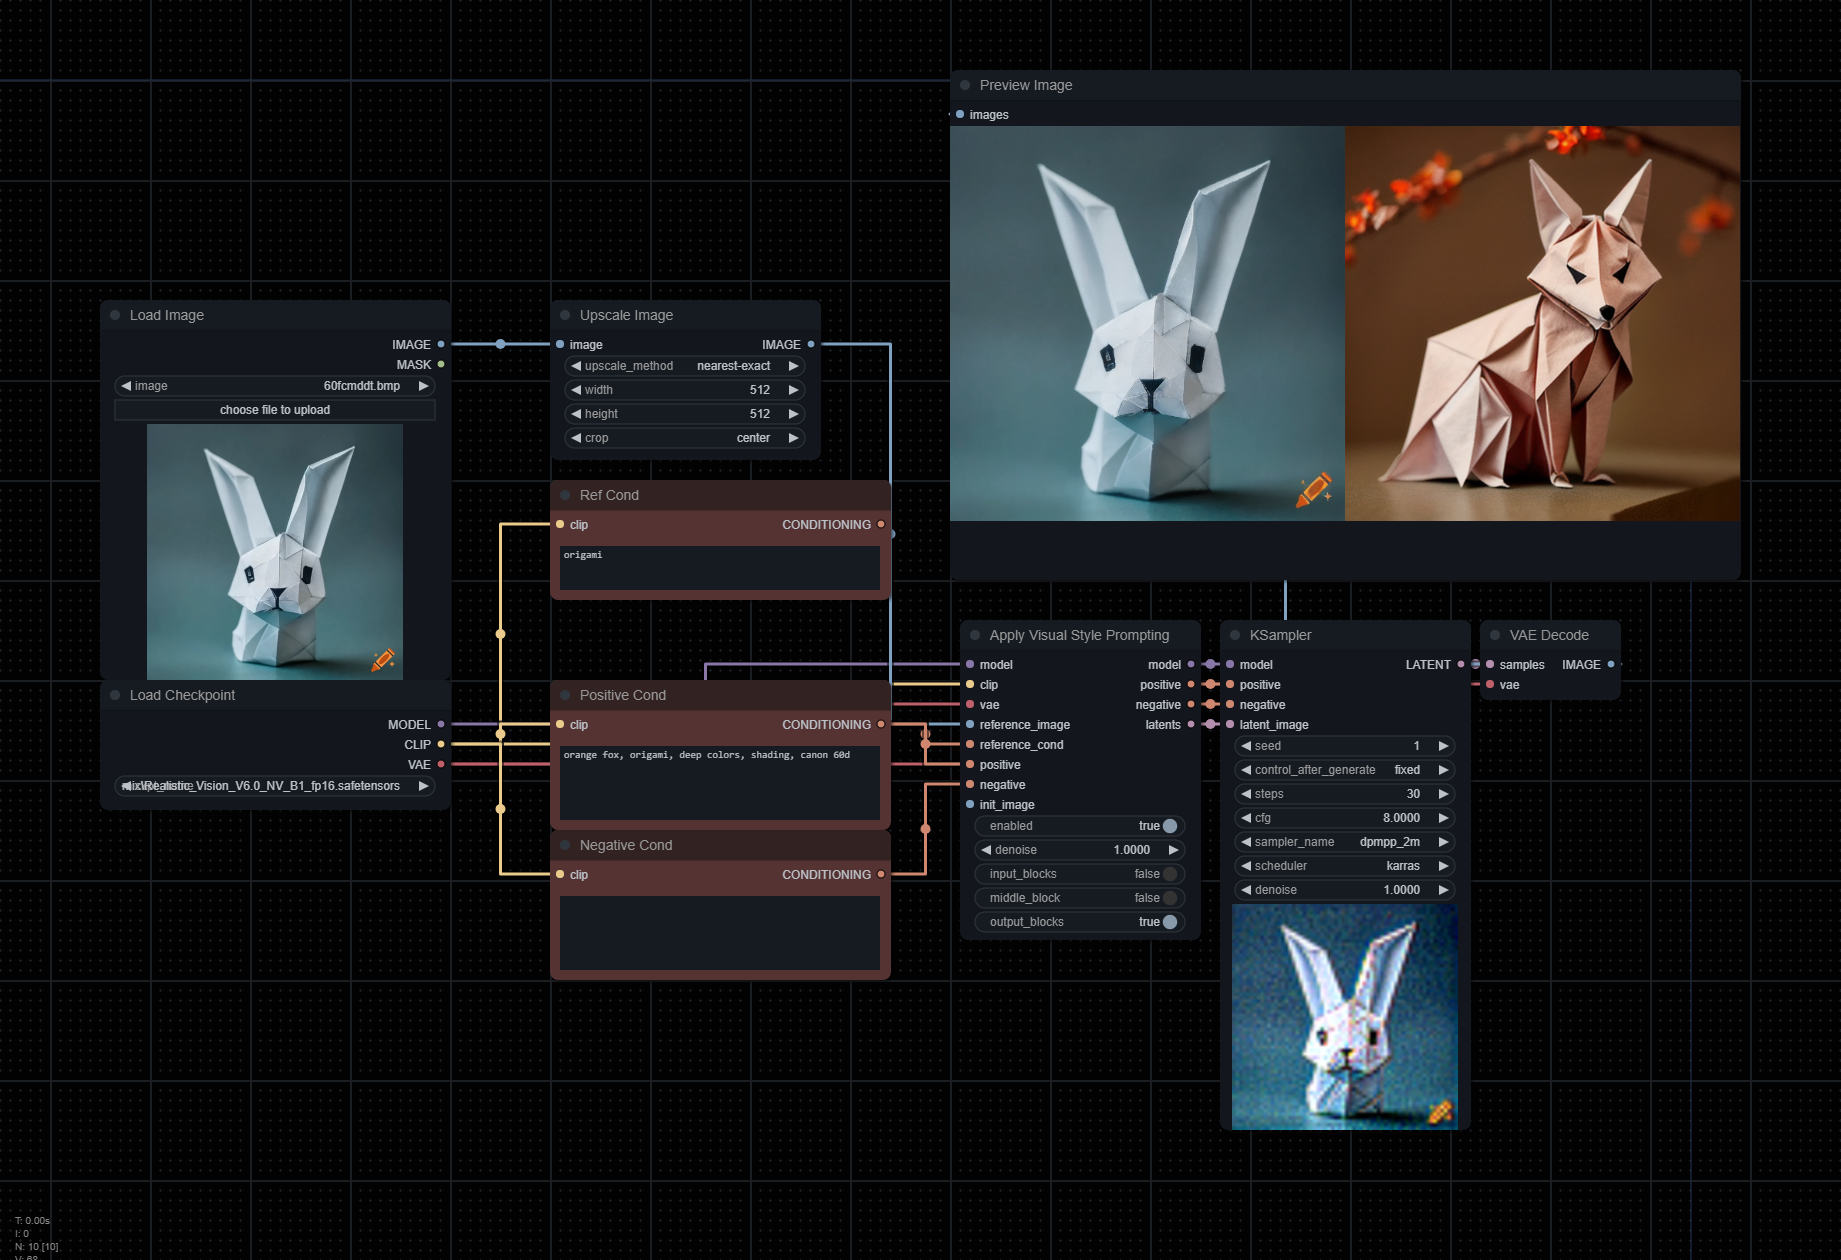 Preview Image
images
Load Image
IMAGE
MASK
image 60fcmddt.bmp
choose file to upload
Upscale Image
image IMAGE
upscale_method nearest-exact
width 512
height 512
crop center
Ref Cond
clip CONDITIONING
origami
Load Checkpoint
MODEL
CLIP
VAE
Vision_V6.0_NV_B1_fp16.safetensors
Positive Cond
clip CONDITIONING
orange fox, origami, deep colors, shading, canon 60d
Negative Cond
clip CONDITIONING
Apply Visual Style Prompting
model model
clip positive
vae negative
reference_image latents
reference_cond
positive
negative
init_image
enabled true
denoise 1.0000
input_blocks false
middle_block false
output_blocks true
KSampler
model LATENT
positive
negative
latent_image
seed 1
control_after_generate fixed
steps 30
cfg 8.0000
sampler_name dpmpp_2m
scheduler karras
denoise 1.0000
VAE Decode
samples IMAGE
vae
T: 0.00s
I: 0
N: 10 [10]